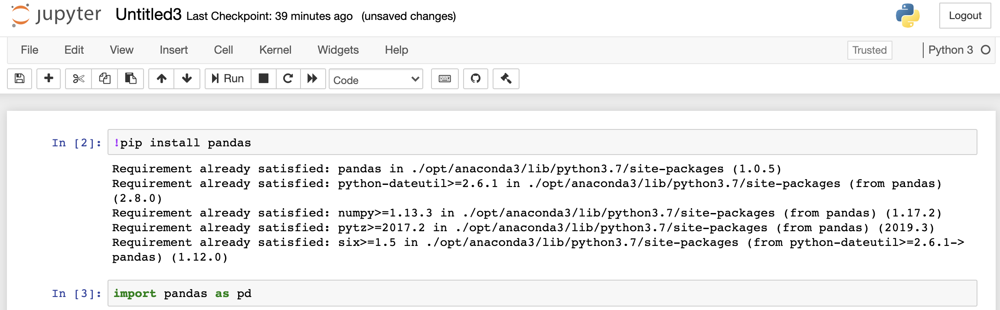 jupyter Untitled3 Last Checkpoint: 39 minutes ago (unsaved changes) Logout
File Edit View Insert Cell Kernel Widgets Help Trusted Python 3
Run Code
In [2]: !pip install pandas
Requirement already satisfied: pandas in ./opt/anaconda3/lib/python3.7/site-packages (1.0.5)
Requirement already satisfied: python-dateutil>=2.6.1 in ./opt/anaconda3/lib/python3.7/site-packages (from pandas)
(2.8.0)
Requirement already satisfied: numpy>=1.13.3 in ./opt/anaconda3/lib/python3.7/site-packages (from pandas) (1.17.2)
Requirement already satisfied: pytz>=2017.2 in ./opt/anaconda3/lib/python3.7/site-packages (from pandas) (2019.3)
Requirement already satisfied: six>=1.5 in ./opt/anaconda3/lib/python3.7/site-packages (from python-dateutil>=2.6.1->
pandas) (1.12.0)
In [3]: import pandas as pd